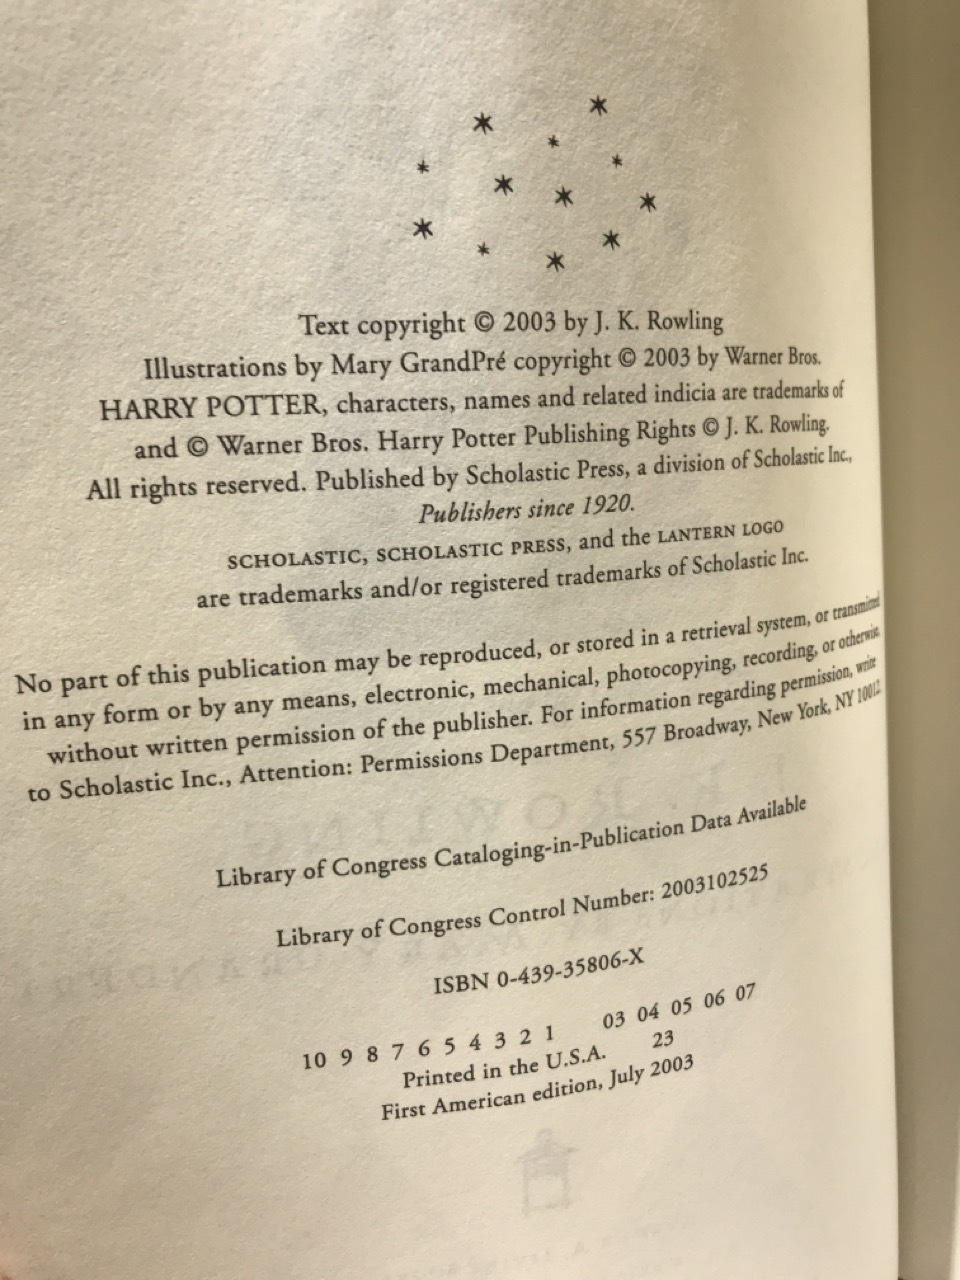 Text copyright © 2003 by J. K. Rowling
Illustrations by Mary GrandPré copyright © 2003 by Warner Bros.
HARRY POTTER, characters, names and related indicia are trademarks of
and © Warner Bros. Harry Potter Publishing Rights © J. K. Rowling.
All rights reserved. Published by Scholastic Press, a division of Scholastic Inc.,
Publishers since 1920.
SCHOLASTIC, SCHOLASTIC PRESS, and the LANTERN LOGO
are trademarks and/or registered trademarks of Scholastic Inc.
No part of this publication may be reproduced, or stored in a retrieval system, or transmitted
in any form or by any means, electronic, mechanical, photocopying, recording, or otherwise,
without written permission of the publisher. For information regarding permission, write
to Scholastic Inc., Attention: Permissions Department, 557 Broadway, New York, NY 10012.
Library of Congress Cataloging-in-Publication Data Available
Library of Congress Control Number: 2003102525
ISBN 0-439-35806-X
10 9 8 7 6 5 4 3 2 1 03 04 05 06 07
Printed in the U.S.A. 23
First American edition, July 2003